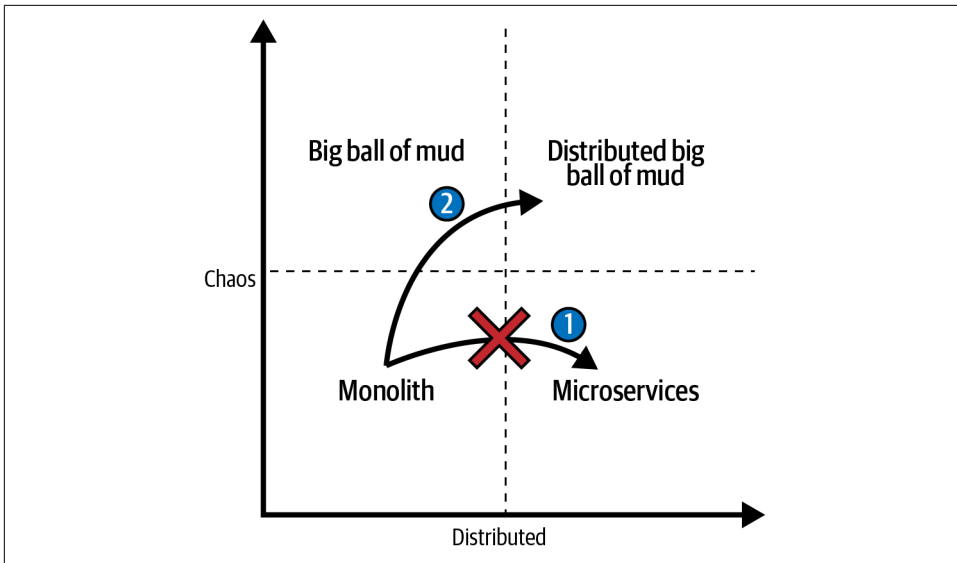 Big ball of mud
Distributed big
ball of mud
2
Chaos
1
Monolith
Microservices
Distributed